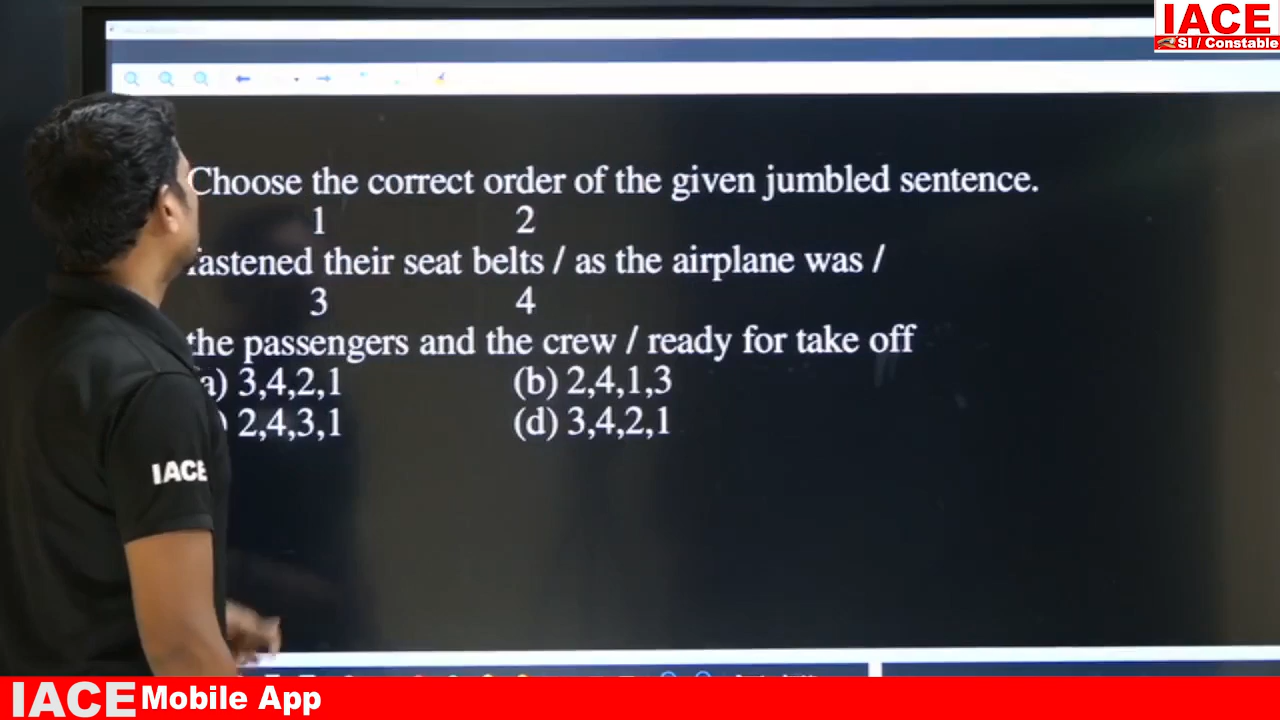 IACE
SI / Constable
Choose the correct order of the given jumbled sentence.
1 2
fastened their seat belts / as the airplane was /
3 4
the passengers and the crew / ready for take off
a) 3,4,2,1 (b) 2,4,1,3
) 2,4,3,1 (d) 3,4,2,1
IACE
IACE Mobile App